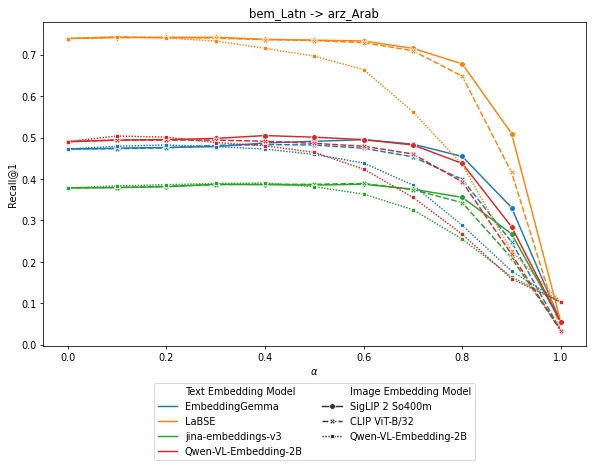 bem_Latn -> arz_Arab
0.7
0.6
0.5
0.4
0.3
0.2
0.1
0.0
Recall@1
0.0 0.2 0.4 0.6 0.8 1.0
α
Text Embedding Model Image Embedding Model
EmbeddingGemma SigLIP 2 So400m
LaBSE CLIP ViT-B/32
jina-embeddings-v3 Qwen-VL-Embedding-2B
Qwen-VL-Embedding-2B